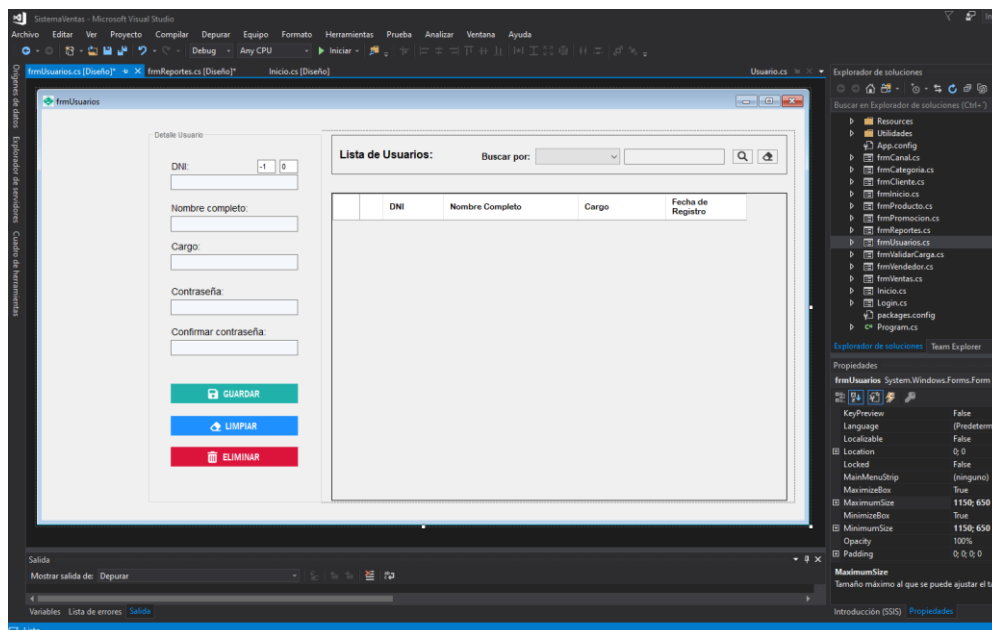 SistemaVentas - Microsoft Visual Studio
Archivo Editar Ver Proyecto Compilar Depurar Equipo Formato Herramientas Prueba Analizar Ventana Ayuda
Debug Any CPU Iniciar
frmUsuarios.cs [Diseño]* frmReportes.cs [Diseño]* Inicio.cs [Diseño] Usuario.cs
Orígenes de datos
Explorador de servidores
Cuadro de herramientas
frmUsuarios
Detalle Usuario
DNI: -1 0
Nombre completo:
Cargo:
Contraseña:
Confirmar contraseña:
GUARDAR
LIMPIAR
ELIMINAR
Lista de Usuarios: Buscar por:
DNI Nombre Completo Cargo Fecha de Registro
Explorador de soluciones
Buscar en Explorador de soluciones (Ctrl+´)
Resources
Utilidades
App.config
frmCanal.cs
frmCategoria.cs
frmCliente.cs
frmInicio.cs
frmProducto.cs
frmPromocion.cs
frmReportes.cs
frmUsuarios.cs
frmValidarCarga.cs
frmVendedor.cs
frmVentas.cs
Inicio.cs
Login.cs
packages.config
C# Program.cs
Explorador de soluciones Team Explorer
Propiedades
frmUsuarios System.Windows.Forms.Form
KeyPreview False
Language (Predeterm
Localizable False
Location 0; 0
Locked False
MainMenuStrip (ninguno)
MaximizeBox True
MaximumSize 1150; 650
MinimizeBox True
MinimumSize 1150; 650
Opacity 100%
Padding 0; 0; 0; 0
MaximumSize
Tamaño máximo al que se puede ajustar el ta
Introducción (SSIS) Propiedades
Salida
Mostrar salida de: Depurar
Variables Lista de errores Salida
Listo